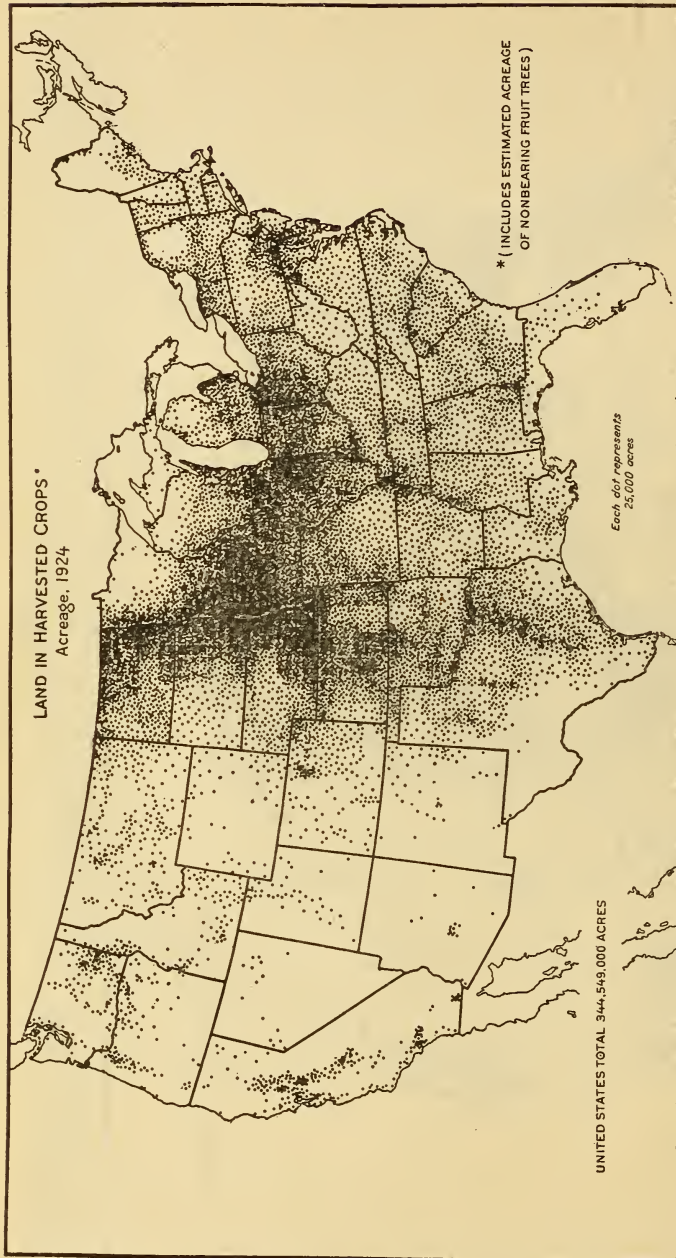 LAND IN HARVESTED CROPS*
Acreage, 1924
*(INCLUDES ESTIMATED ACREAGE
OF NONBEARING FRUIT TREES)
Each dot represents
25,000 acres
UNITED STATES TOTAL 344,549,000 ACRES